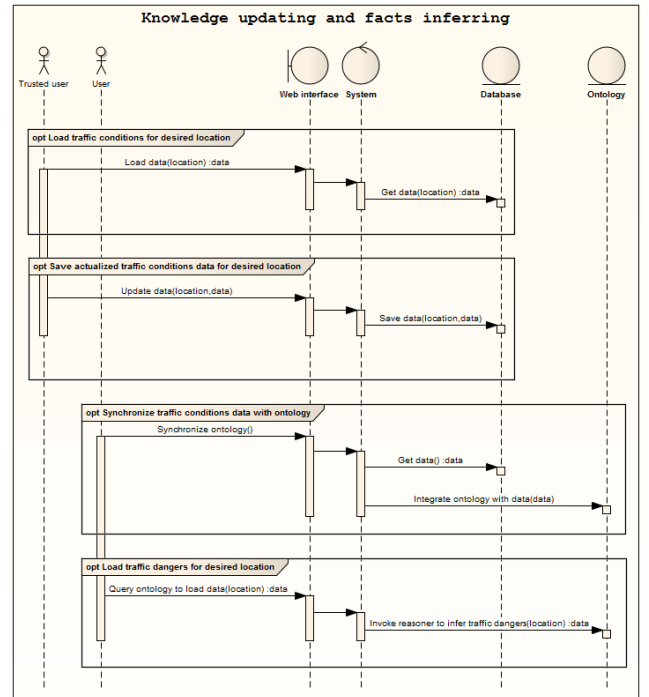 Knowledge updating and facts inferring
Trusted user
User
Web interface
System
Database
Ontology
opt Load traffic conditions for desired location
Load data(location) :data
Get data(location) :data
opt Save actualized traffic conditions data for desired location
Update data(location,data)
Save data(location,data)
opt Synchronize traffic conditions data with ontology
Synchronize ontology()
Get data() :data
Integrate ontology with data(data)
opt Load traffic dangers for desired location
Query ontology to load data(location) :data
Invoke reasoner to infer traffic dangers(location) :data